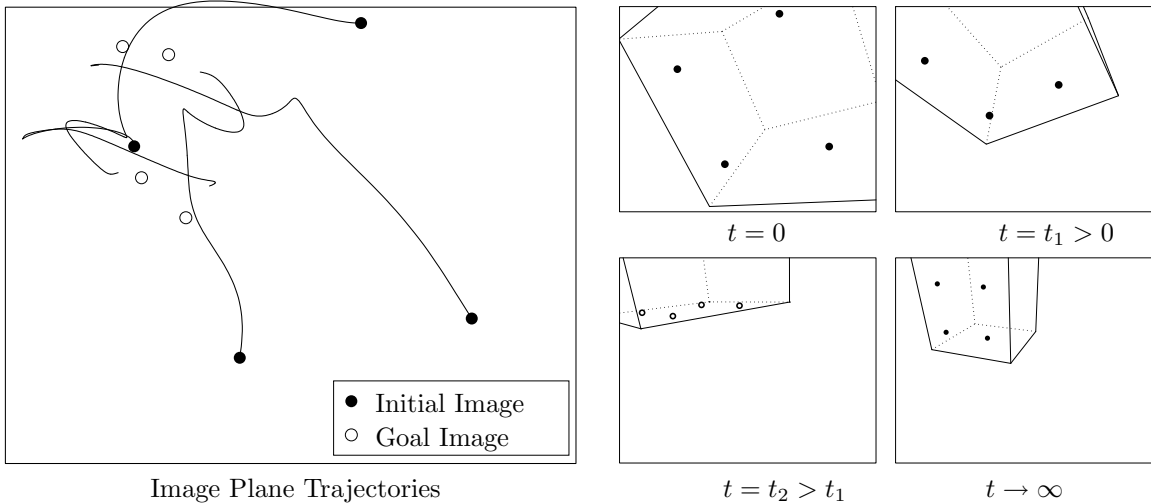 Initial Image
Goal Image
Image Plane Trajectories
t = 0
t = t₁ > 0
t = t₂ > t₁
t → ∞